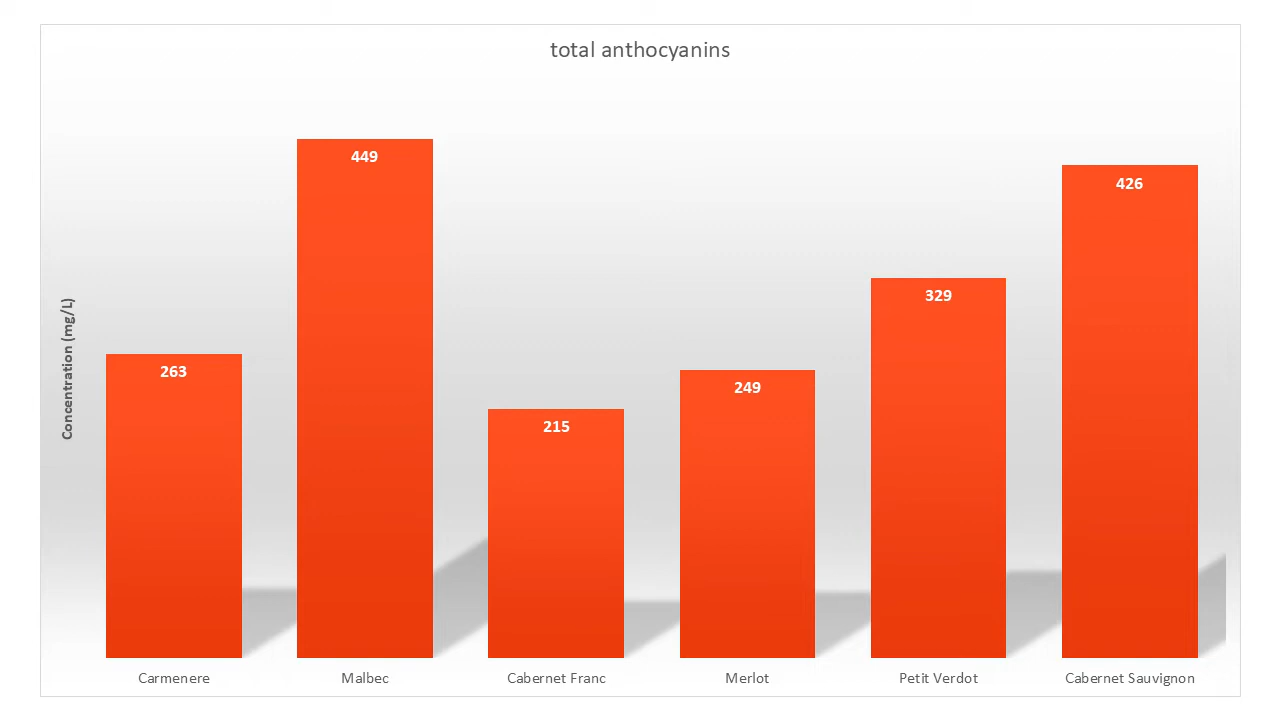 total anthocyanins
Concentration (mg/L)
263
449
215
249
329
426
Carmenere
Malbec
Cabernet Franc
Merlot
Petit Verdot
Cabernet Sauvignon